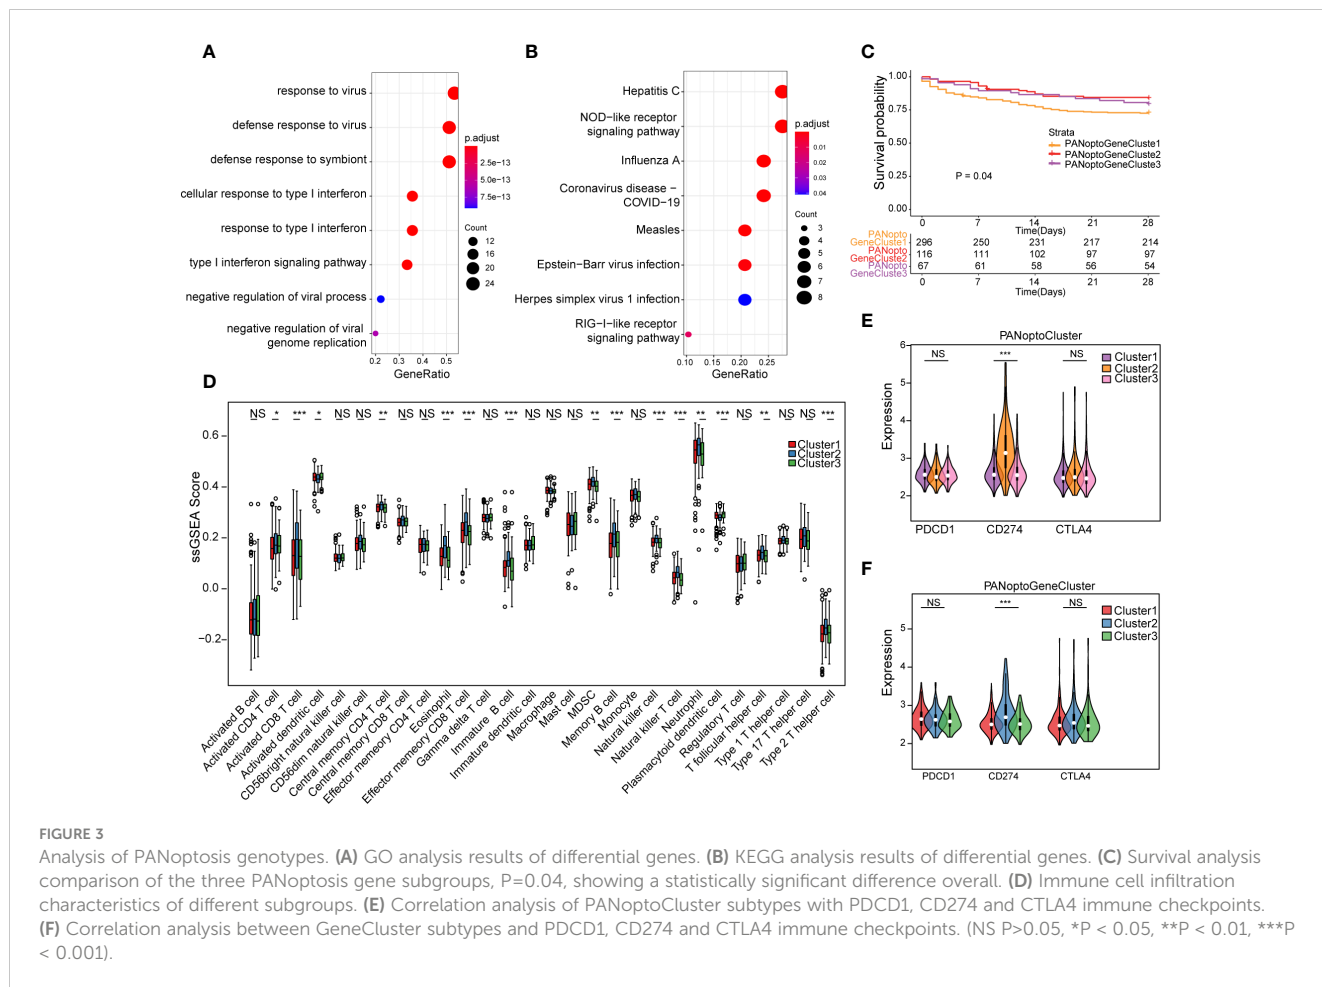 A
response to virus
defense response to virus
defense response to symbiont
cellular response to type I interferon
response to type I interferon
type I interferon signaling pathway
negative regulation of viral process
negative regulation of viral
genome replication
0.2 0.3 0.4 0.5
GeneRatio
p.adjust
2.5e−13
5.0e−13
7.5e−13
Count
12
16
20
24
B
Hepatitis C
NOD−like receptor
signaling pathway
Influenza A
Coronavirus disease −
COVID−19
Measles
Epstein−Barr virus infection
Herpes simplex virus 1 infection
RIG−I−like receptor
signaling pathway
0.10 0.15 0.20 0.25
GeneRatio
p.adjust
0.01
0.02
0.03
0.04
Count
3
4
5
6
7
8
C
Survival probability
1.00
0.75
0.50
0.25
0.00
Strata
PANoptoGeneCluste1
PANoptoGeneCluste2
PANoptoGeneCluste3
P = 0.04
0 7 14 21 28
Time(Days)
PANopto
GeneCluste1
296 250 231 217 214
PANopto
GeneCluste2
116 111 102 97 97
PANopto
GeneCluste3
67 61 58 56 54
0 7 14 21 28
Time(Days)
D
NS * *** * NS NS ** NS NS *** *** NS *** NS NS NS ** *** NS *** *** ** *** NS ** NS NS ***
ssGSEA Score
0.6
0.4
0.2
0.0
−0.2
Cluster1
Cluster2
Cluster3
Activated B cell
Activated CD4 T cell
Activated CD8 T cell
Activated dendritic cell
CD56bright natural killer cell
CD56dim natural killer cell
Central memory CD4 T cell
Central memory CD8 T cell
Effector memeory CD4 T cell
Eosinophil
Effector memeory CD8 T cell
Gamma delta T cell
Immature B cell
Immature dendritic cell
Macrophage
Mast cell
MDSC
Memory B cell
Monocyte
Natural killer cell
Natural killer T cell
Neutrophil
Plasmacytoid dendritic cell
Regulatory T cell
T follicular helper cell
Type 1 T helper cell
Type 17 T helper cell
Type 2 T helper cell
E
PANoptoCluster
Expression
6
5
4
3
2
NS *** NS
Cluster1
Cluster2
Cluster3
PDCD1 CD274 CTLA4
F
PANoptoGeneCluster
Expression
5
4
3
2
NS *** NS
Cluster1
Cluster2
Cluster3
PDCD1 CD274 CTLA4
FIGURE 3
Analysis of PANoptosis genotypes. (A) GO analysis results of differential genes. (B) KEGG analysis results of differential genes. (C) Survival analysis
comparison of the three PANoptosis gene subgroups, P=0.04, showing a statistically significant difference overall. (D) Immune cell infiltration
characteristics of different subgroups. (E) Correlation analysis of PANoptoCluster subtypes with PDCD1, CD274 and CTLA4 immune checkpoints.
(F) Correlation analysis between GeneCluster subtypes and PDCD1, CD274 and CTLA4 immune checkpoints. (NS P>0.05, *P < 0.05, **P < 0.01, ***P
< 0.001).